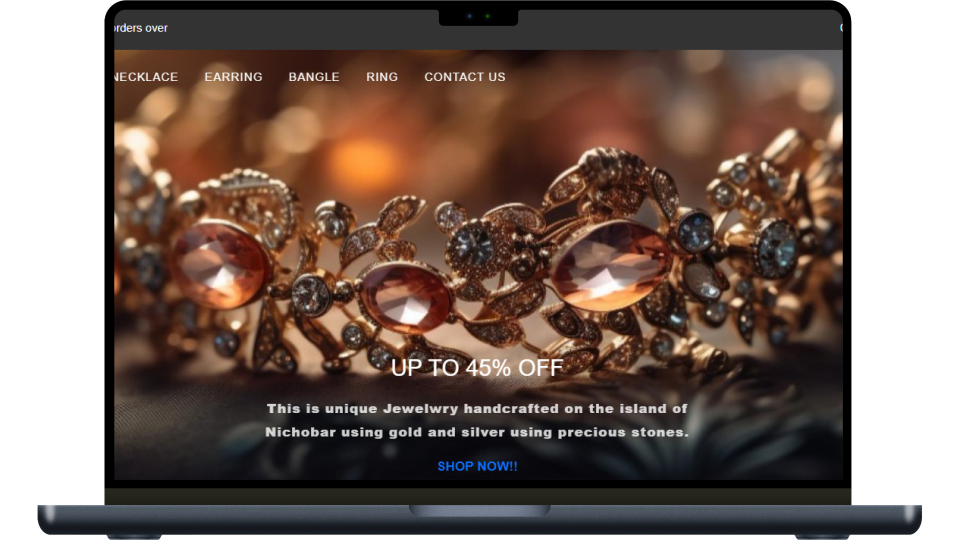 orders over
NECKLACE EARRING BANGLE RING CONTACT US
UP TO 45% OFF
This is unique Jewelwry handcrafted on the island of
Nichobar using gold and silver using precious stones.
SHOP NOW!!